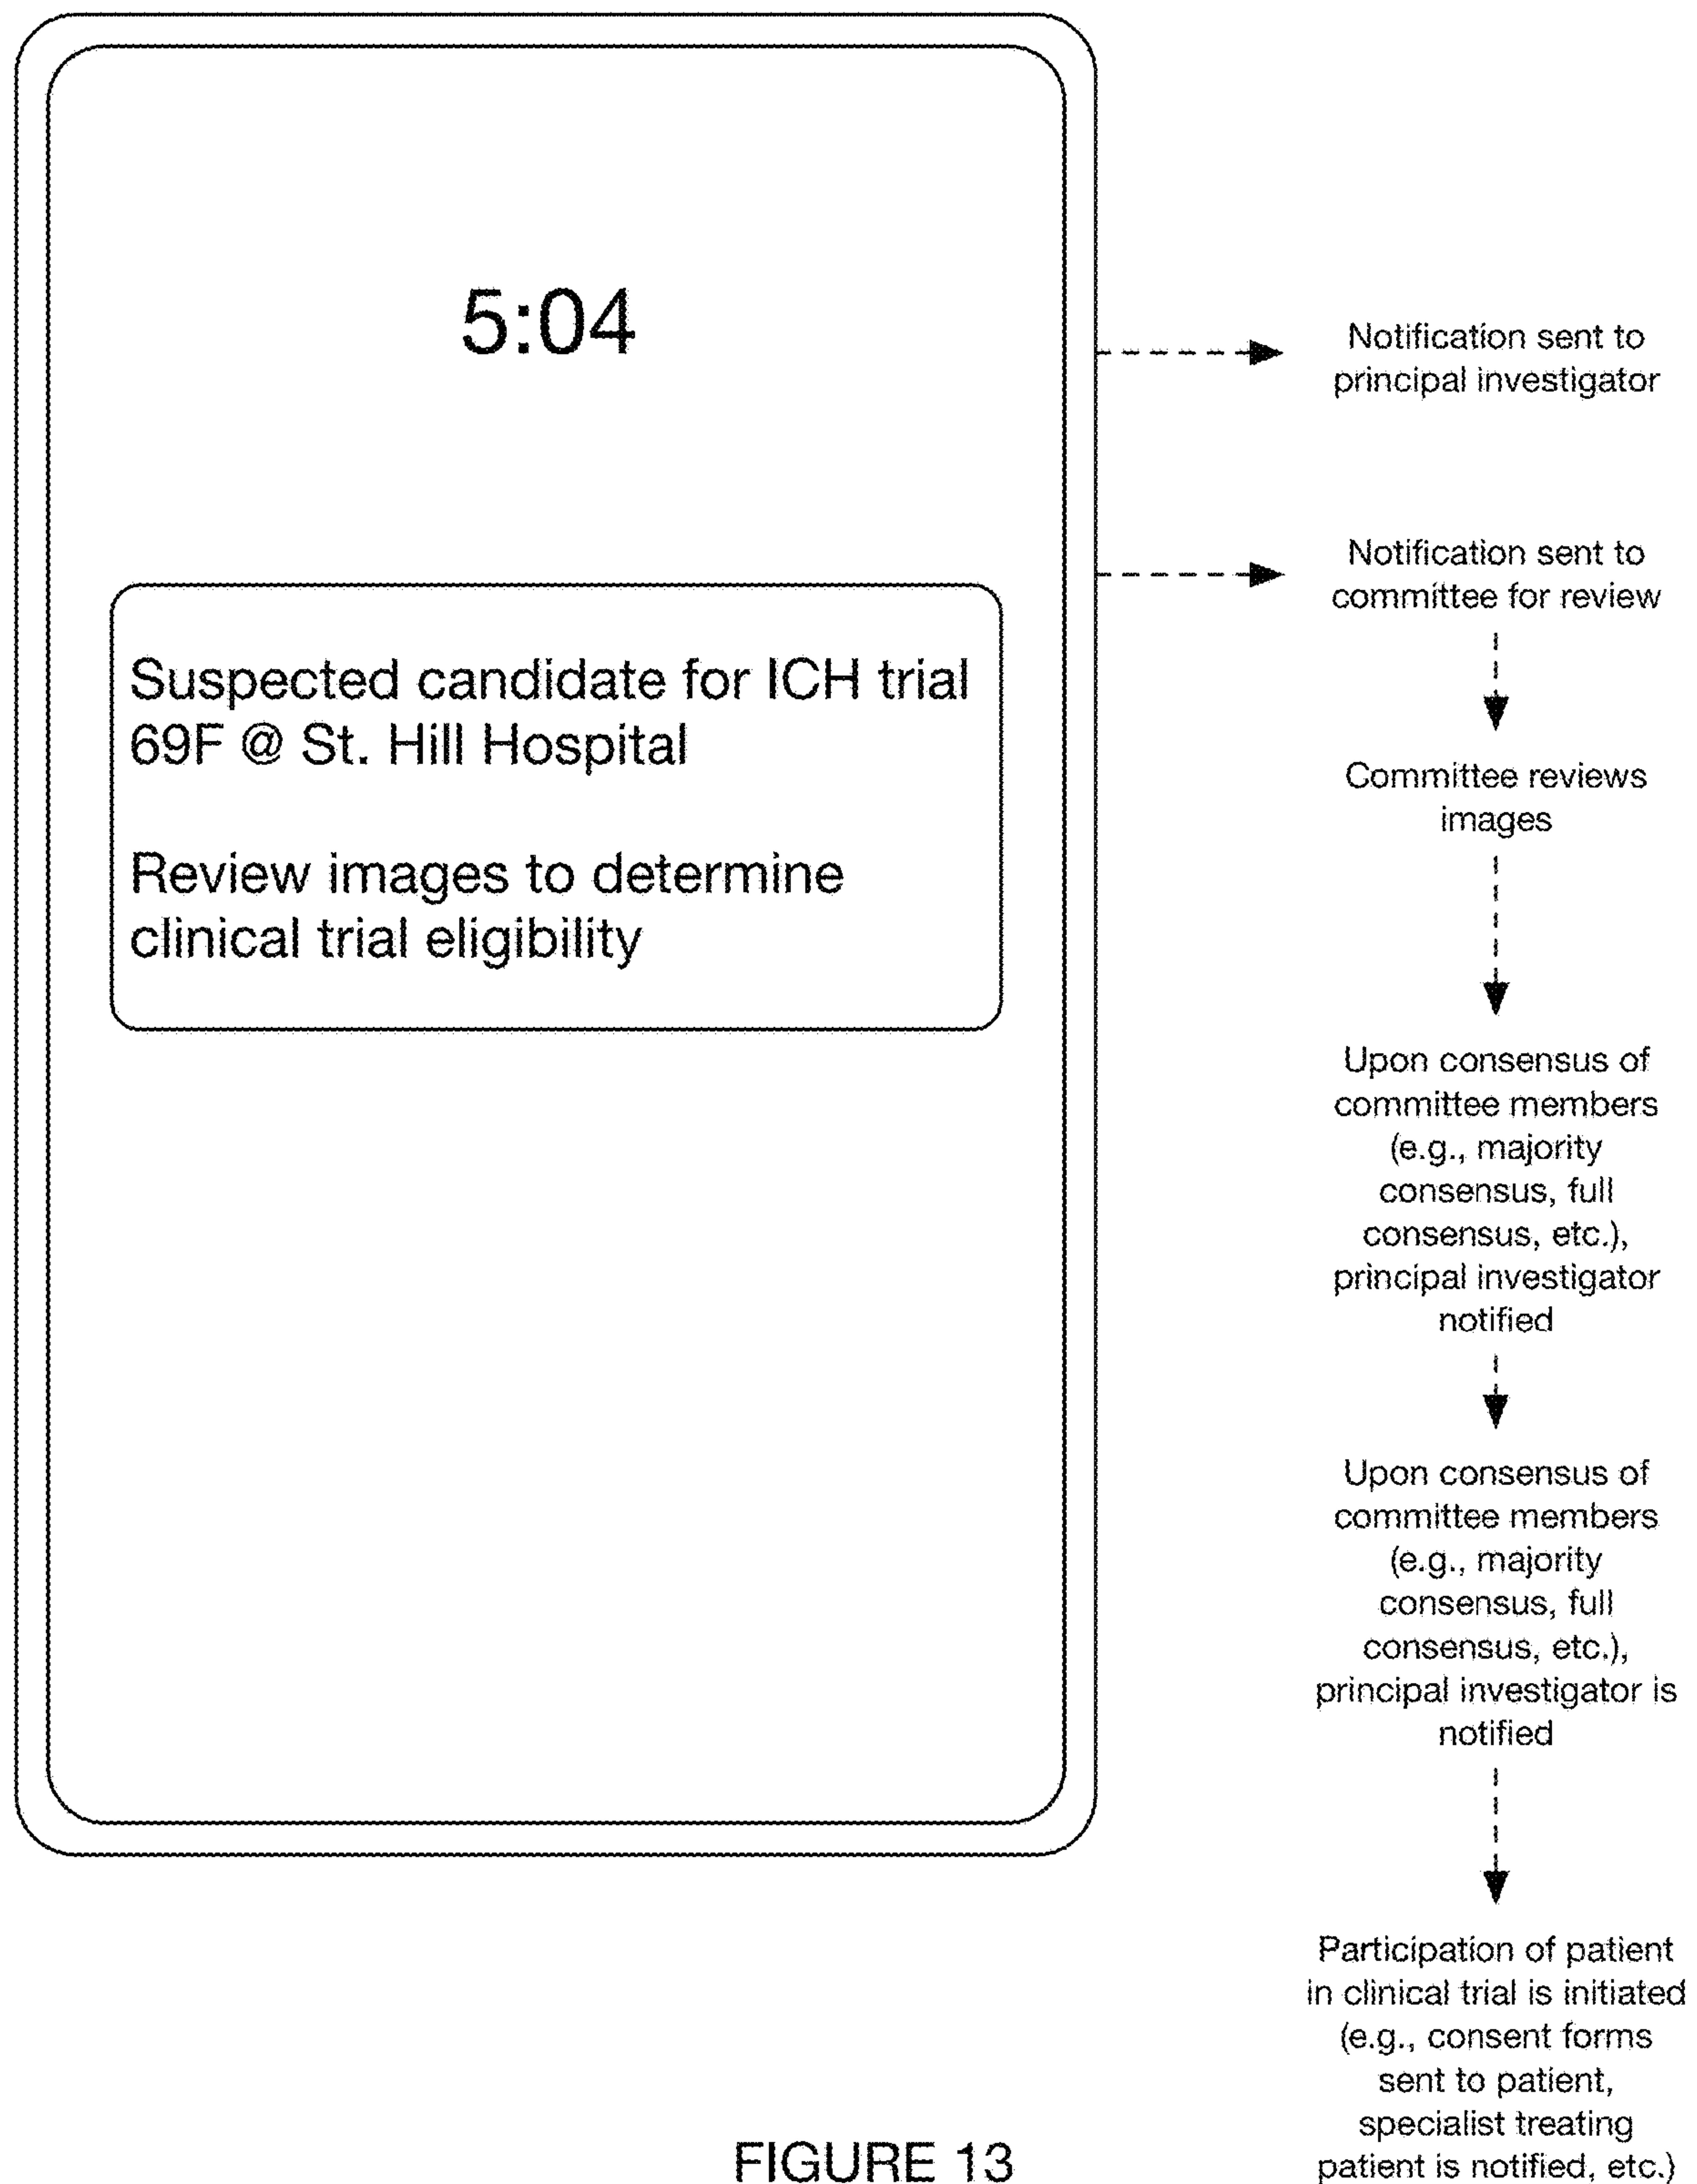 5:04
Suspected candidate for ICH trial
69F @ St. Hill Hospital
Review images to determine
clinical trial eligibility
Notification sent to
principal investigator
Notification sent to
committee for review
Committee reviews
images
Upon consensus of
committee members
(e.g., majority
consensus, full
consensus, etc.),
principal investigator
notified
Upon consensus of
committee members
(e.g., majority
consensus, full
consensus, etc.),
principal investigator is
notified
Participation of patient
in clinical trial is initiated
(e.g., consent forms
sent to patient,
specialist treating
patient is notified, etc.)
FIGURE 13